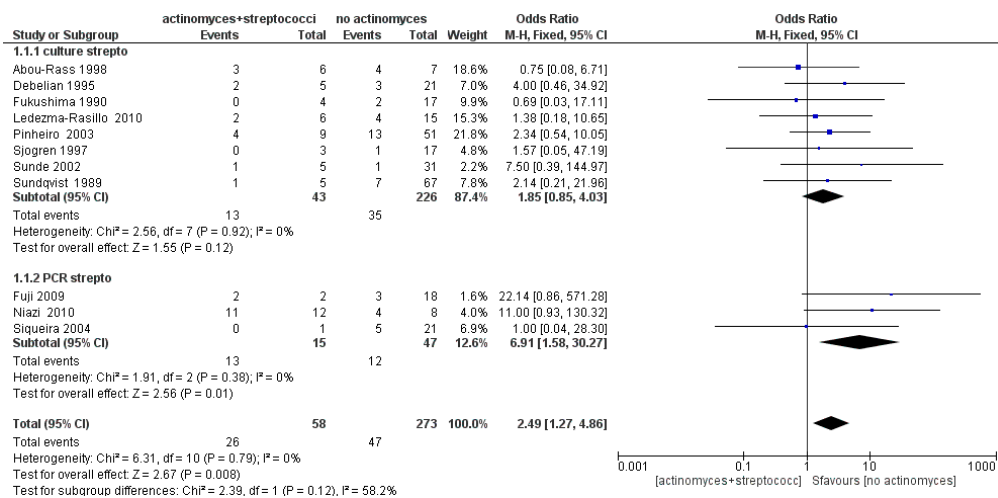 actinomyces+streptococci no actinomyces Odds Ratio Odds Ratio
Study or Subgroup Events Total Events Total Weight M-H, Fixed, 95% CI M-H, Fixed, 95% CI
1.1.1 culture strepto
Abou-Rass 1998 3 6 4 7 18.6% 0.75 [0.08, 6.71]
Debelian 1995 2 5 3 21 7.0% 4.00 [0.46, 34.92]
Fukushima 1990 0 4 2 17 9.9% 0.69 [0.03, 17.11]
Ledezma-Rasillo 2010 2 6 4 15 15.3% 1.38 [0.18, 10.65]
Pinheiro 2003 4 9 13 51 21.8% 2.34 [0.54, 10.05]
Sjogren 1997 0 3 1 17 4.8% 1.57 [0.05, 47.19]
Sunde 2002 1 5 1 31 2.2% 7.50 [0.39, 144.97]
Sundqvist 1989 1 5 7 67 7.8% 2.14 [0.21, 21.96]
Subtotal (95% CI) 43 226 87.4% 1.85 [0.85, 4.03]
Total events 13 35
Heterogeneity: Chi² = 2.56, df = 7 (P = 0.92); I² = 0%
Test for overall effect: Z = 1.55 (P = 0.12)
1.1.2 PCR strepto
Fuji 2009 2 2 3 18 1.6% 22.14 [0.86, 571.28]
Niazi 2010 11 12 4 8 4.0% 11.00 [0.93, 130.32]
Siqueira 2004 0 1 5 21 6.9% 1.00 [0.04, 28.30]
Subtotal (95% CI) 15 47 12.6% 6.91 [1.58, 30.27]
Total events 13 12
Heterogeneity: Chi² = 1.91, df = 2 (P = 0.38); I² = 0%
Test for overall effect: Z = 2.56 (P = 0.01)
Total (95% CI) 58 273 100.0% 2.49 [1.27, 4.86]
Total events 26 47
Heterogeneity: Chi² = 6.31, df = 10 (P = 0.79); I² = 0%
Test for overall effect: Z = 2.67 (P = 0.008)
Test for subgroup differences: Chi² = 2.39, df = 1 (P = 0.12), I² = 58.2%
0.001 0.1 1 10 1000
[actinomyces+streptococc Sfavours [no actinomyces]